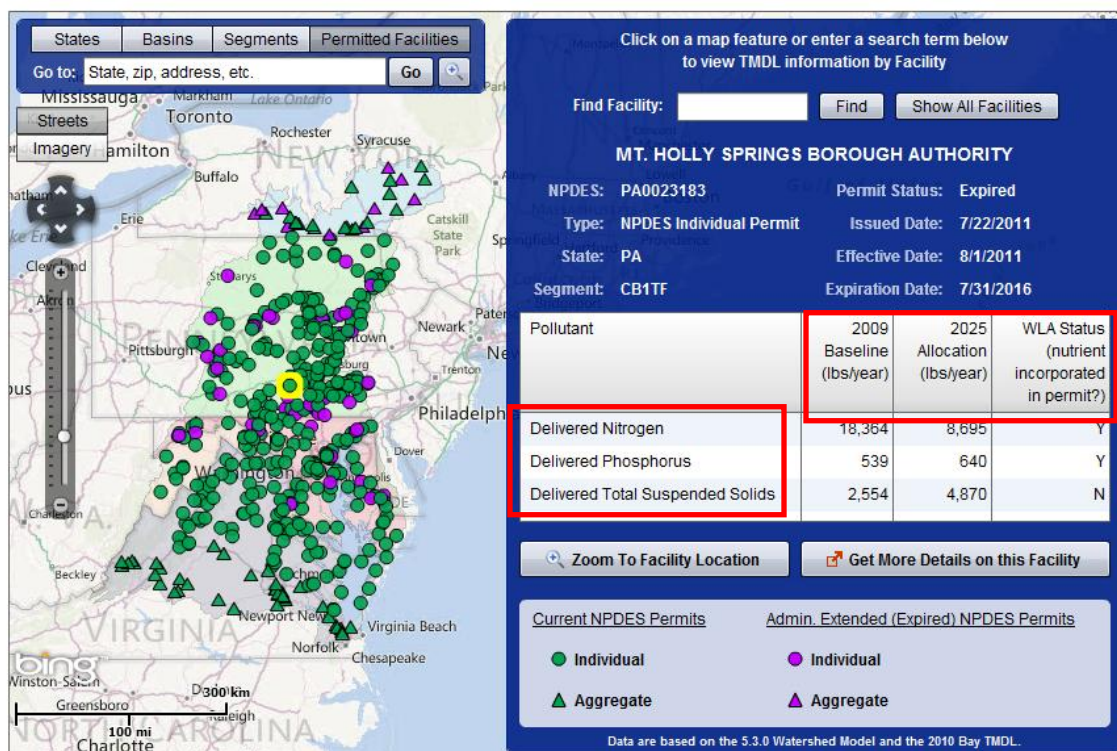 States Basins Segments Permitted Facilities
Go to: State, zip, address, etc. Go
Mississauga
Markham
Lake Ontario
Toronto
Streets
Imagery
Hamilton
Rochester
Syracuse
NEW YORK
Buffalo
Erie
Catskill
State
Park
Cleveland
Akron
St. Marys
PENN
Newark
Pittsburgh
Trenton
Philadelph
Dover
Washington
Charleston
Beckley
Newport New
VIRGINIA
Virginia Beach
Norfolk
Chesapeake
bing
Winston-Salem
300 km
Greensboro
Raleigh
100 mi
NORTH CAROLINA
Charlotte
Click on a map feature or enter a search term below
to view TMDL information by Facility
Find Facility: Find Show All Facilities
MT. HOLLY SPRINGS BOROUGH AUTHORITY
NPDES: PA0023183 Permit Status: Expired
Type: NPDES Individual Permit Issued Date: 7/22/2011
State: PA Effective Date: 8/1/2011
Segment: CB1TF Expiration Date: 7/31/2016
Pollutant 2009 2025 WLA Status
Baseline Allocation (nutrient
(lbs/year) (lbs/year) incorporated
in permit?)
Delivered Nitrogen 18,364 8,695 Y
Delivered Phosphorus 539 640 Y
Delivered Total Suspended Solids 2,554 4,870 N
Zoom To Facility Location Get More Details on this Facility
Current NPDES Permits Admin. Extended (Expired) NPDES Permits
Individual Individual
Aggregate Aggregate
Data are based on the 5.3.0 Watershed Model and the 2010 Bay TMDL.